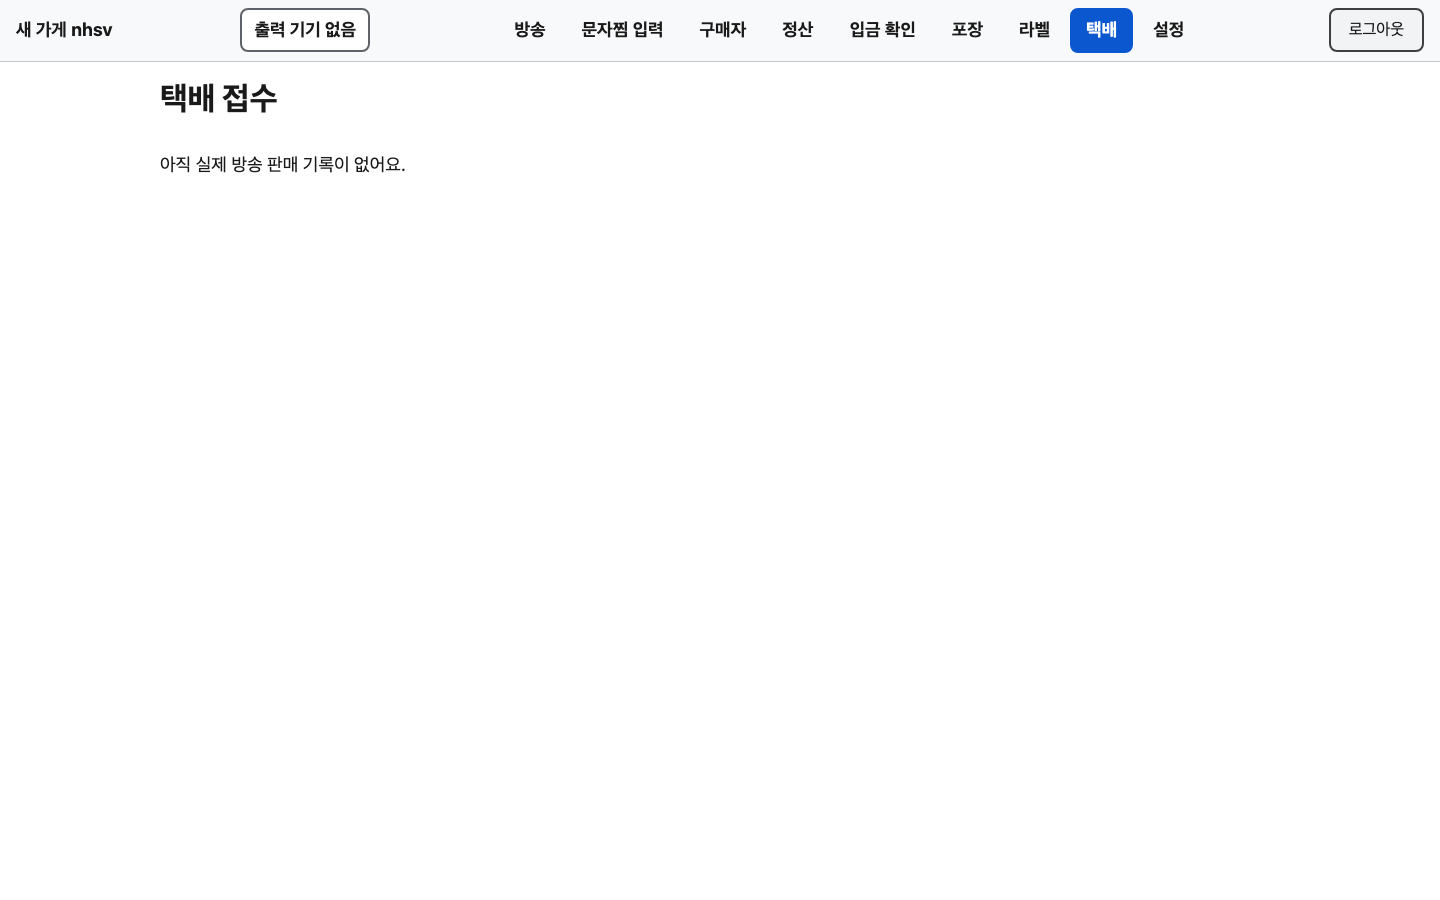 새 가게 nhsv 출력 기기 없음 방송 문자찜 입력 구매자 정산 입금 확인 포장 라벨 택배 설정 로그아웃
택배 접수
아직 실제 방송 판매 기록이 없어요.